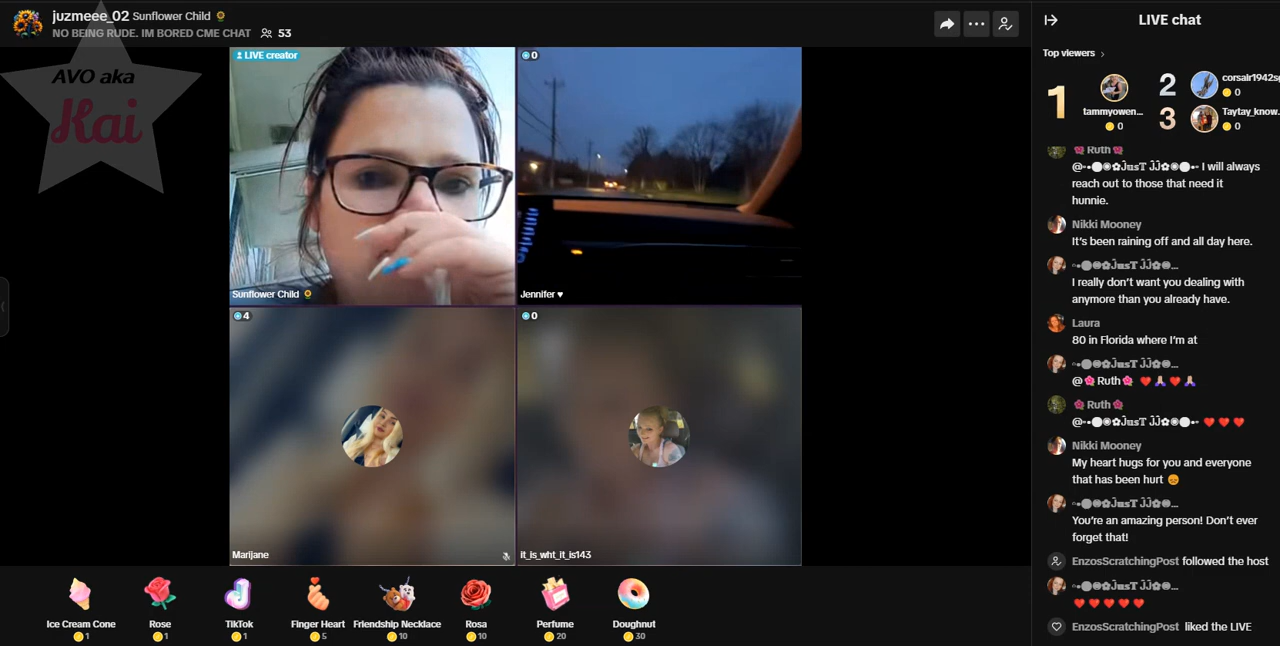 juzmeee_02 Sunflower Child 🌻
NO BEING RUDE. IM BORED CME CHAT 53
AVO aka
Kai
LIVE creator
0
Sunflower Child 🌻
Jennifer ♥
4
0
Marijane
it_is_wht_it_is143
Ice Cream Cone
1
Rose
1
TikTok
1
Finger Heart
5
Friendship Necklace
10
Rosa
10
Perfume
20
Doughnut
30
LIVE chat
Top viewers
1
tammyowen...
0
2
corsair1942s
0
3
Taytay_know.
0
🌺 Ruth 🌺
I will always
reach out to those that need it
hunnie.
Nikki Mooney
It's been raining off and all day here.
I really don't want you dealing with
anymore than you already have.
Laura
80 in Florida where I'm at
@🌺Ruth🌺 ❤️🙏🏼❤️🙏🏼
🌺 Ruth 🌺
❤️ ❤️ ❤️
Nikki Mooney
My heart hugs for you and everyone
that has been hurt 😞
You're an amazing person! Don't ever
forget that!
EnzosScratchingPost followed the host
❤️❤️❤️❤️❤️
EnzosScratchingPost liked the LIVE